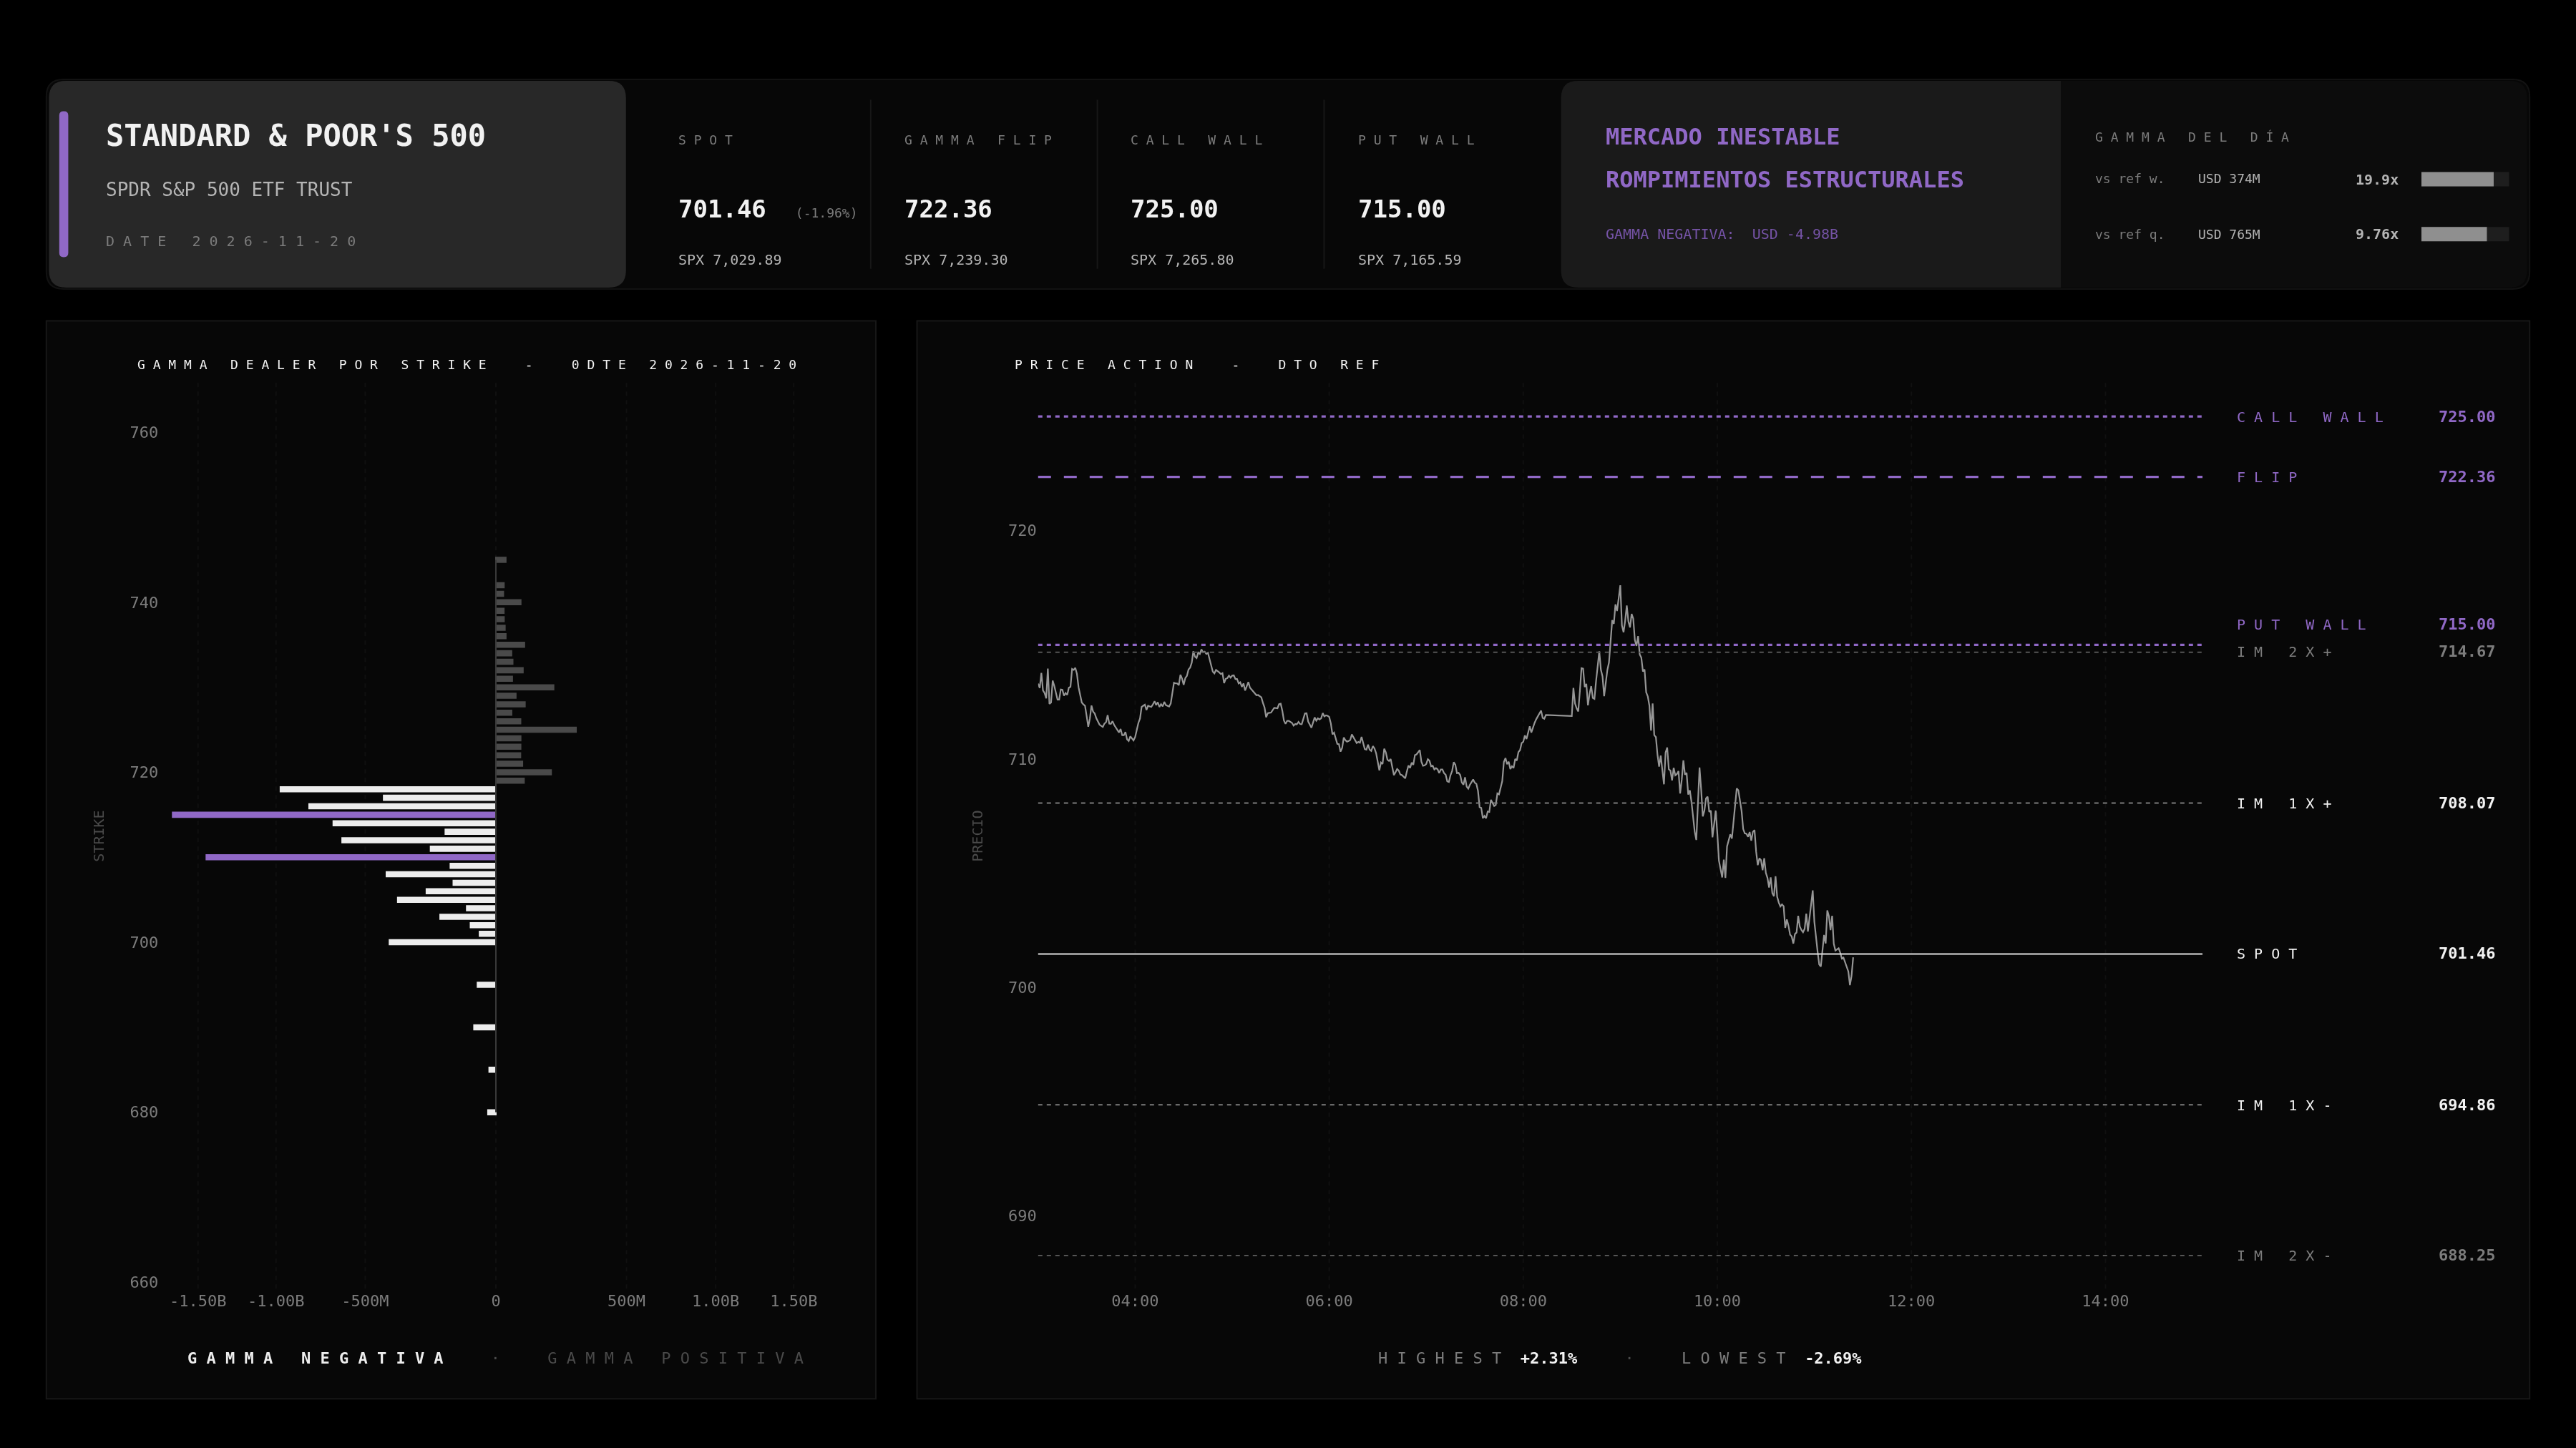 STANDARD & POOR'S 500
SPDR S&P 500 ETF TRUST
DATE 2026-11-20
SPOT
701.46 (-1.96%)
SPX 7,029.89
GAMMA FLIP
722.36
SPX 7,239.30
CALL WALL
725.00
SPX 7,265.80
PUT WALL
715.00
SPX 7,165.59
MERCADO INESTABLE
ROMPIMIENTOS ESTRUCTURALES
GAMMA NEGATIVA: USD -4.98B
GAMMA DEL DÍA
vs ref w. USD 374M 19.9x
vs ref q. USD 765M 9.76x
GAMMA DEALER POR STRIKE - 0DTE 2026-11-20
760
740
720
700
680
660
STRIKE
-1.50B -1.00B -500M 0 500M 1.00B 1.50B
GAMMA NEGATIVA · GAMMA POSITIVA
PRICE ACTION - DTO REF
720
710
700
690
PRECIO
CALL WALL 725.00
FLIP 722.36
PUT WALL 715.00
IM 2X+ 714.67
IM 1X+ 708.07
SPOT 701.46
IM 1X- 694.86
IM 2X- 688.25
04:00 06:00 08:00 10:00 12:00 14:00
HIGHEST +2.31% · LOWEST -2.69%